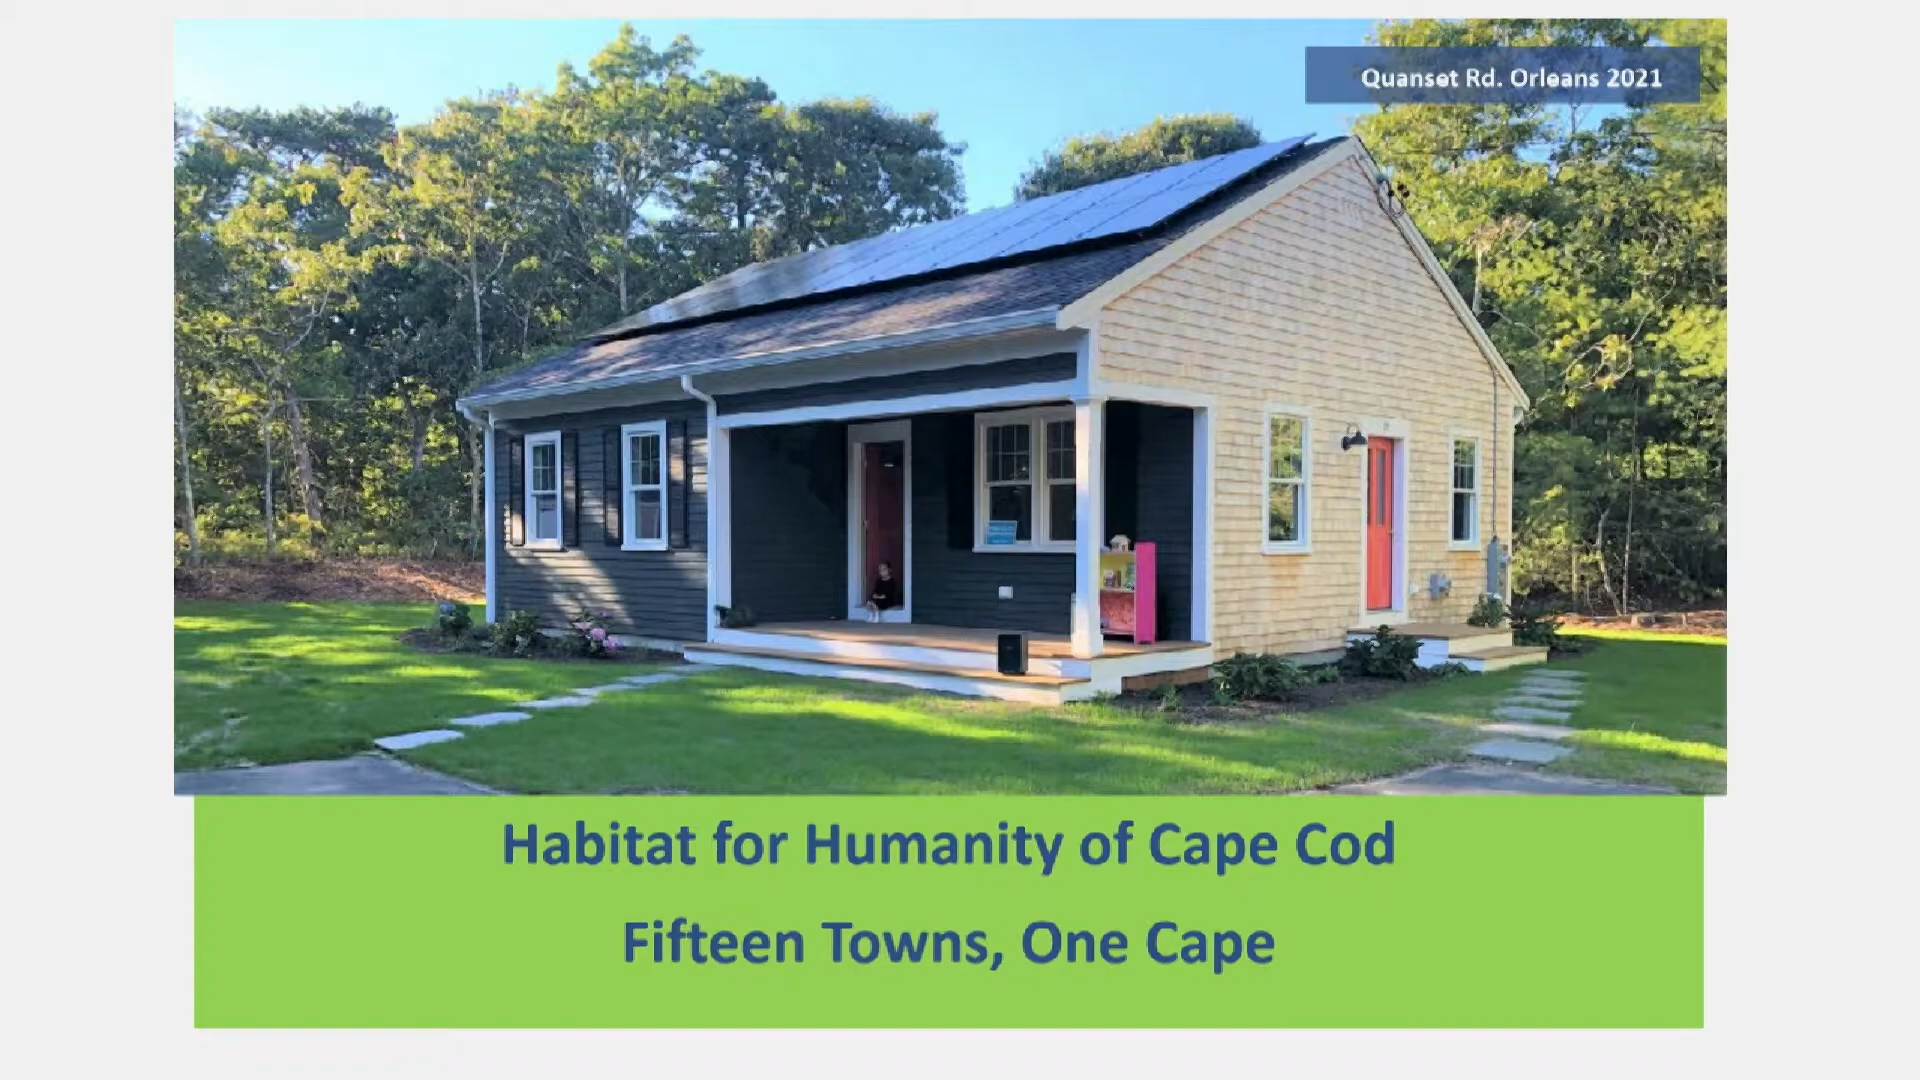 Quanset Rd. Orleans 2021
Habitat for Humanity of Cape Cod
Fifteen Towns, One Cape